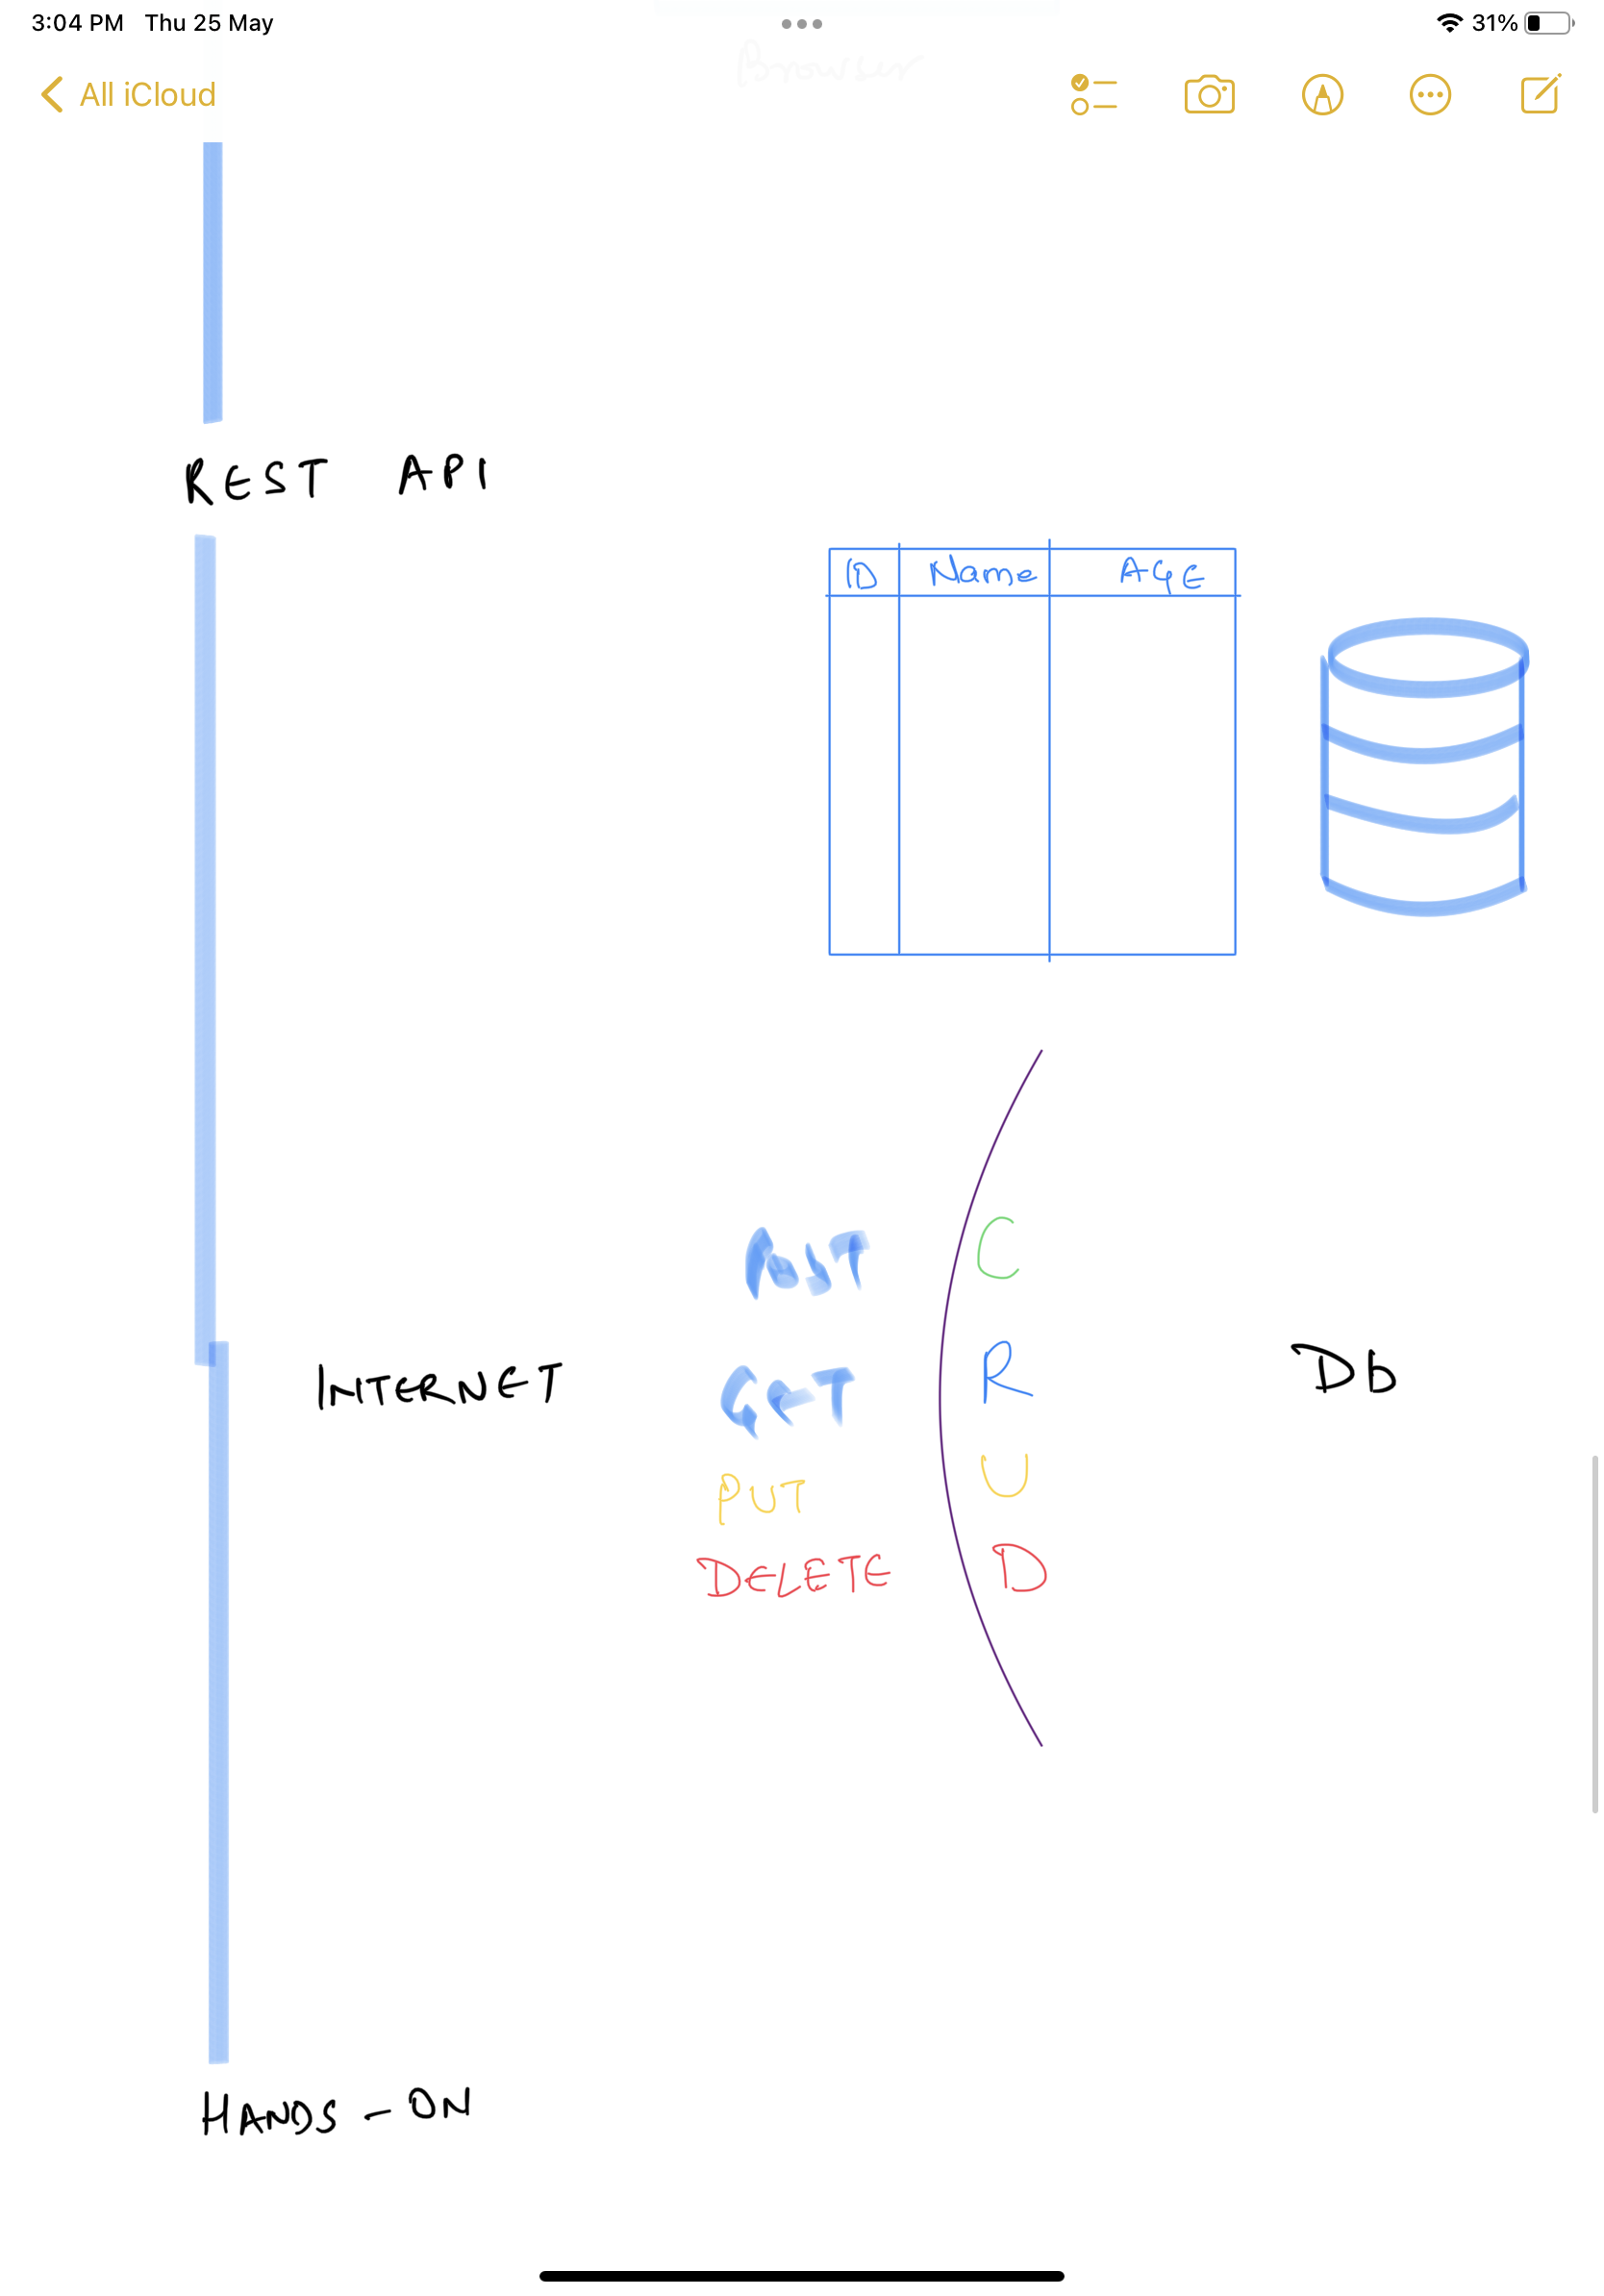 3:04 PM Thu 25 May
31%
Browser
All iCloud
REST API
ID Name AGE
POST C
INTERNET GET R Db
PUT U
DELETE D
HANDS - ON